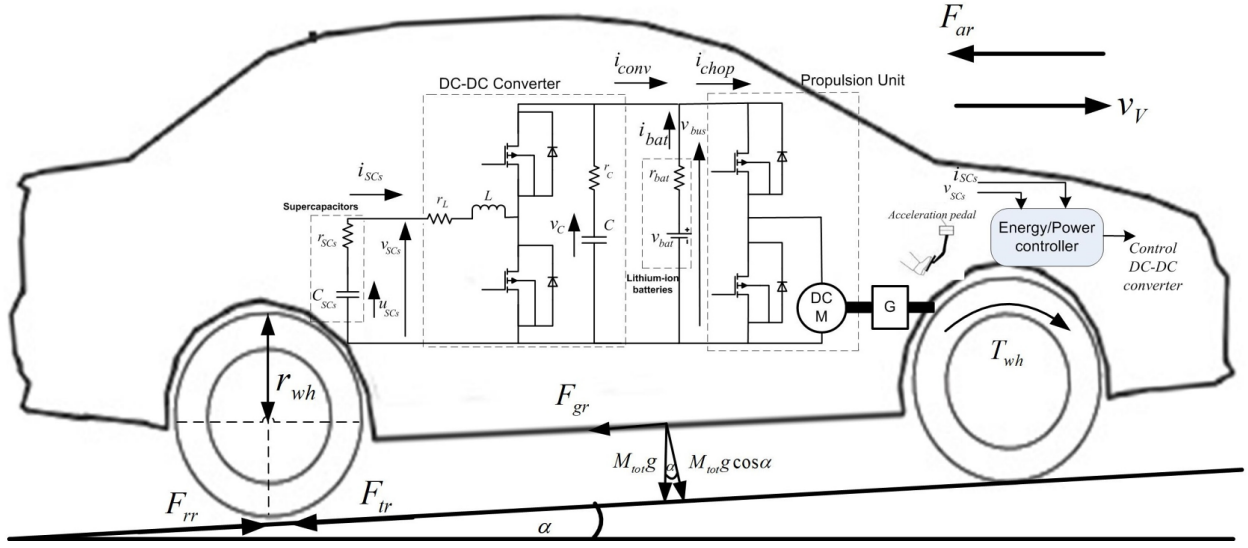 F_ar
v_V
i_conv
i_chop
DC-DC Converter
Propulsion Unit
i_SCs
Supercapacitors
r_SCs
C_SCs
u_SCs
v_SCs
r_L
L
v_C
r_C
C
i_bat
v_bus
r_bat
v_bat
+
-
Lithium-ion
batteries
DC
M
G
Acceleration pedal
i_SCs
v_SCs
Energy/Power
controller
Control
DC-DC
converter
T_wh
r_wh
F_gr
M_tot g
α
M_tot g cosα
F_rr
F_tr
α